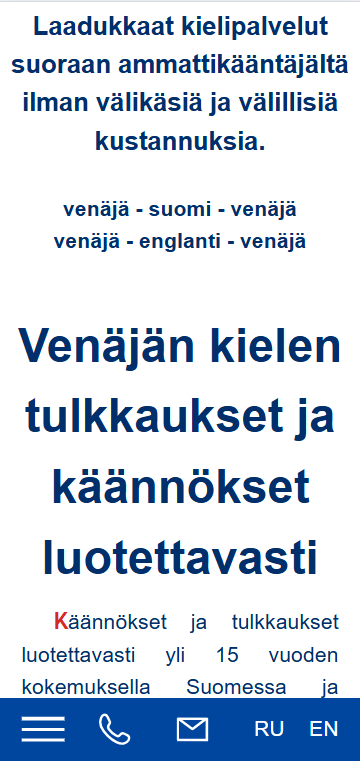 Laadukkaat kielipalvelut
suoraan ammattikääntäjältä
ilman välikäsiä ja välillisiä
kustannuksia.
venäjä - suomi - venäjä
venäjä - englanti - venäjä
Venäjän kielen
tulkkaukset ja
käännökset
luotettavasti
Käännökset ja tulkkaukset
luotettavasti yli 15 vuoden
kokemuksella Suomessa ja
RU EN